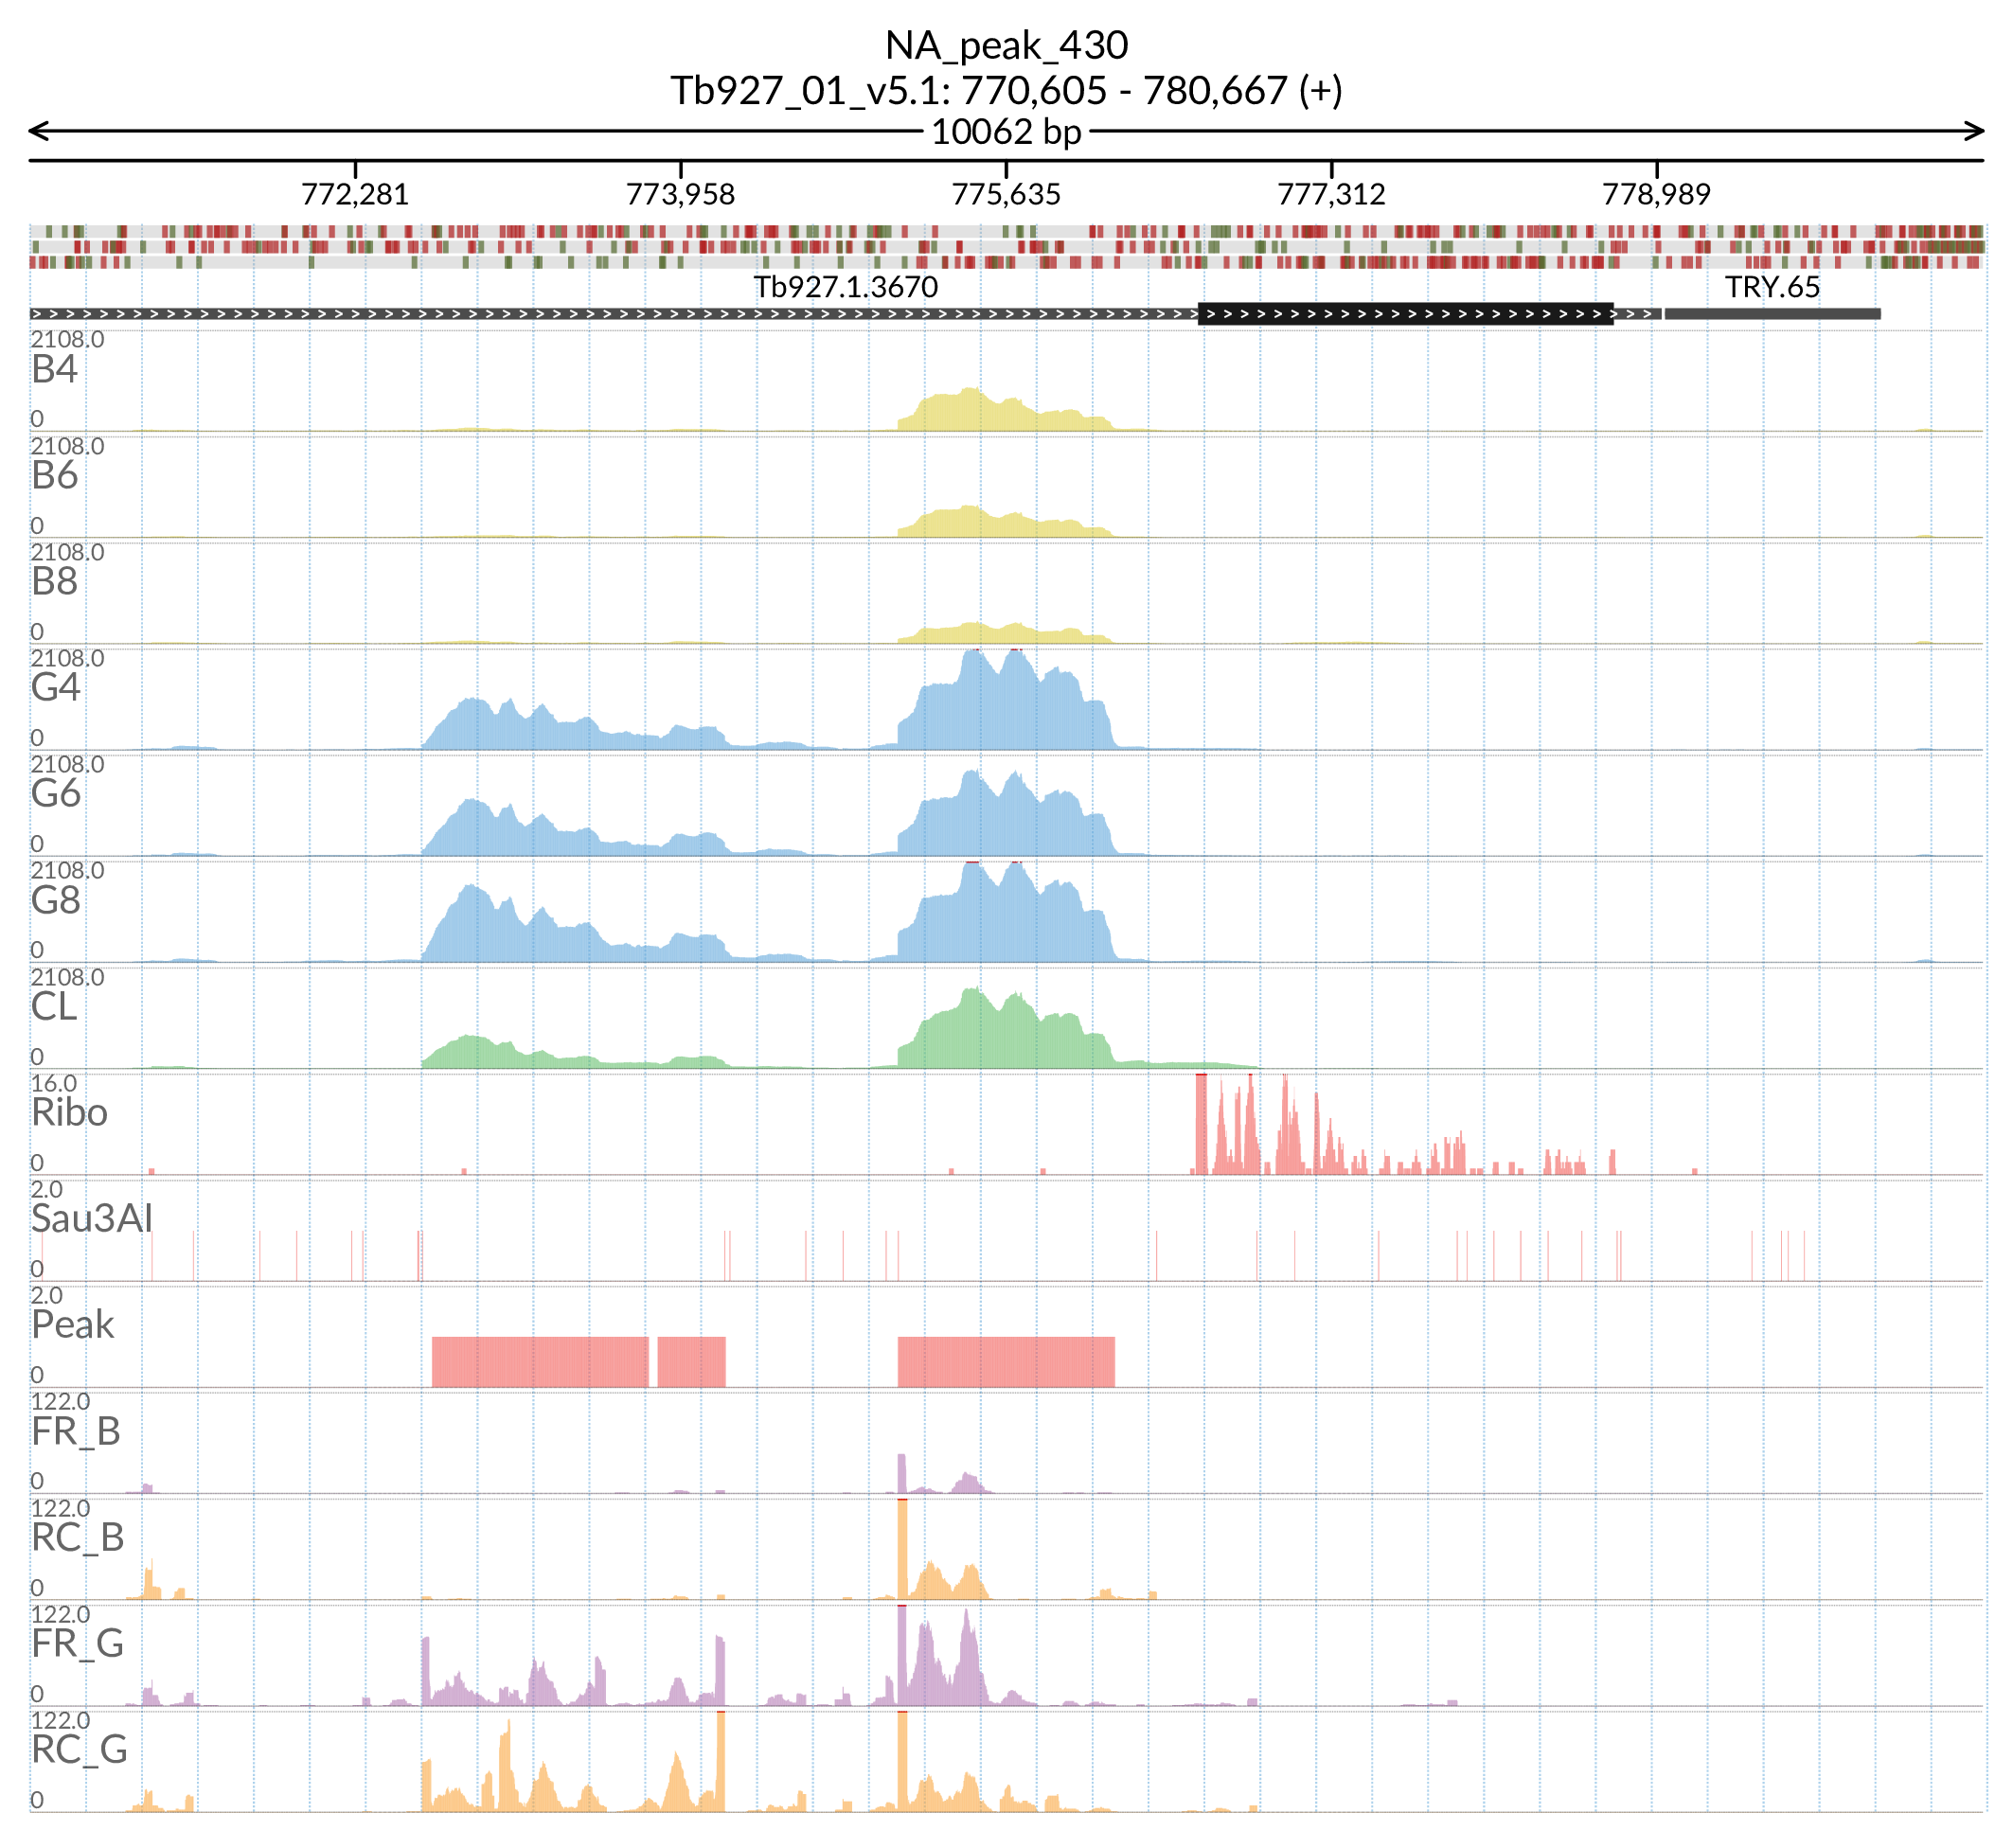 NA_peak_430
Tb927_01_v5.1: 770,605 - 780,667 (+)
10062 bp
772,281 773,958 775,635 777,312 778,989
Tb927.1.3670 TRY.65
2108.0
B4
0
2108.0
B6
0
2108.0
B8
0
2108.0
G4
0
2108.0
G6
0
2108.0
G8
0
2108.0
CL
0
16.0
Ribo
0
2.0
Sau3AI
0
2.0
Peak
0
122.0
FR_B
0
122.0
RC_B
0
122.0
FR_G
0
122.0
RC_G
0